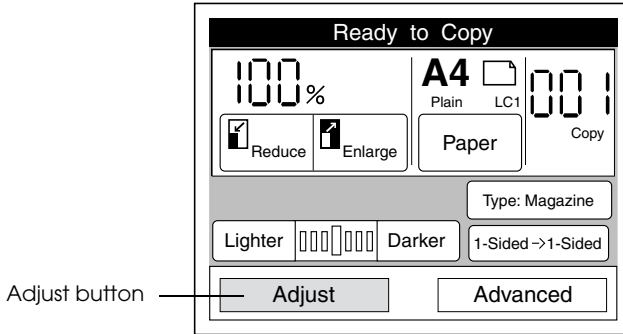 Ready to Copy
100%
A4
Plain LC1
001
Copy
Reduce Enlarge
Paper
Type: Magazine
Lighter Darker
1-Sided->1-Sided
Adjust button
Adjust
Advanced